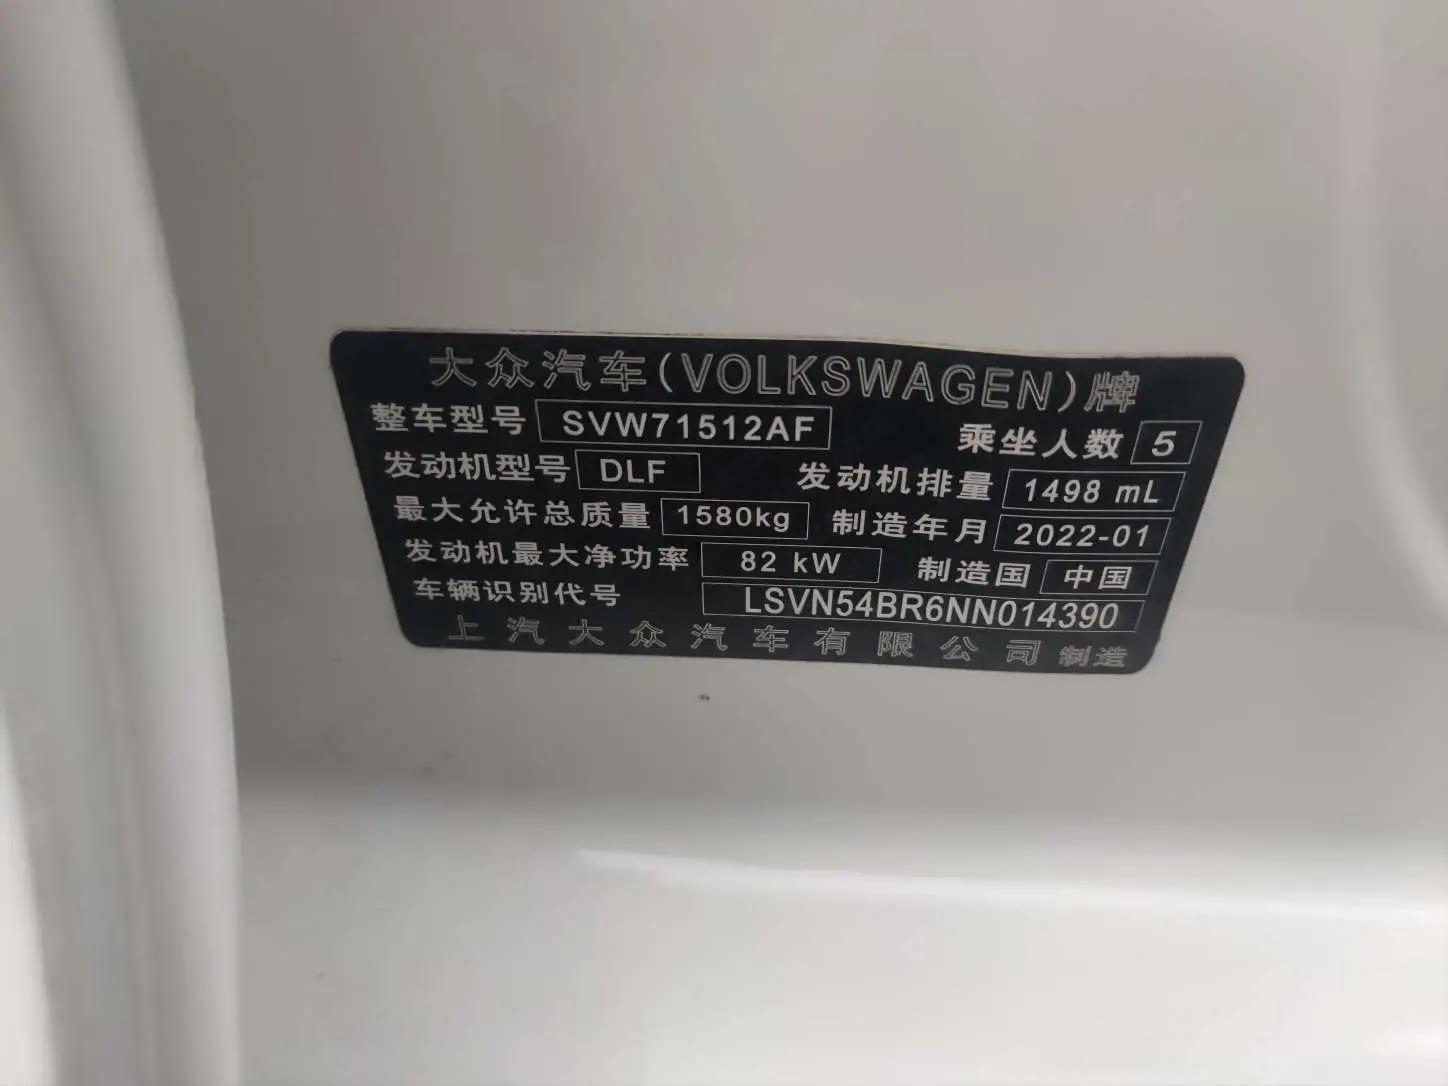 大众汽车(VOLKSWAGEN)牌
整车型号 SVW71512AF 乘坐人数 5
发动机型号 DLF 发动机排量 1498 mL
最大允许总质量 1580kg 制造年月 2022-01
发动机最大净功率 82 kW 制造国 中国
车辆识别代号 LSVN54BR6NN014390
上汽大众汽车有限公司 制造